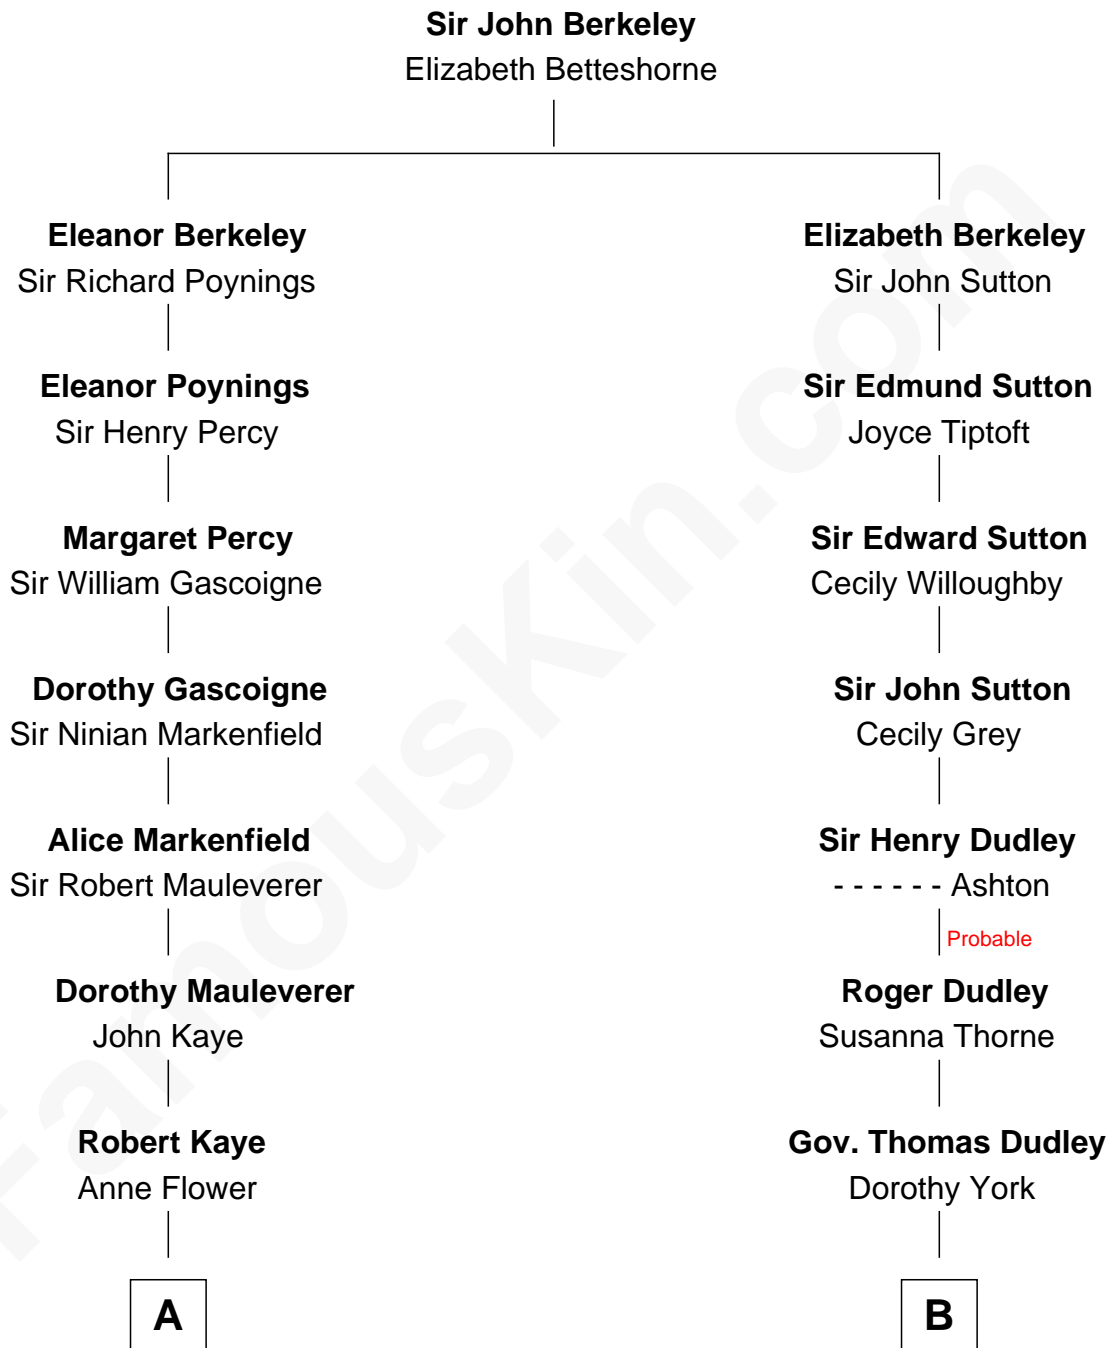 Sir John Berkeley
Elizabeth Betteshorne
Eleanor Berkeley
Sir Richard Poynings
Eleanor Poynings
Sir Henry Percy
Margaret Percy
Sir William Gascoigne
Dorothy Gascoigne
Sir Ninian Markenfield
Alice Markenfield
Sir Robert Mauleverer
Dorothy Mauleverer
John Kaye
Robert Kaye
Anne Flower
A
Elizabeth Berkeley
Sir John Sutton
Sir Edmund Sutton
Joyce Tiptoft
Sir Edward Sutton
Cecily Willoughby
Sir John Sutton
Cecily Grey
Sir Henry Dudley
- - - - - - Ashton
Probable
Roger Dudley
Susanna Thorne
Gov. Thomas Dudley
Dorothy York
B
FamousKin.com